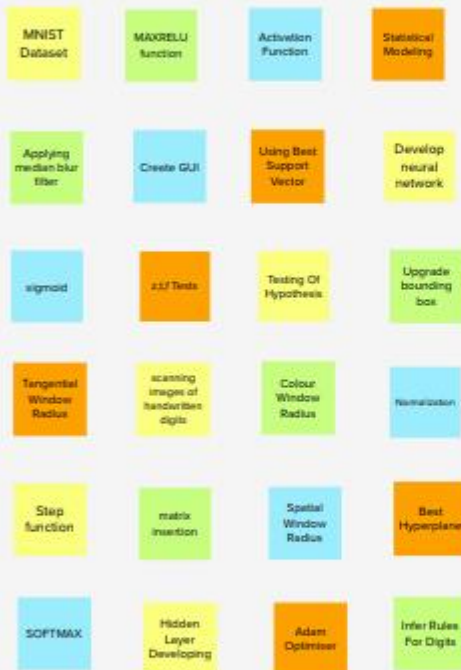 MNIST
Dataset
MAXRELU
function
Activation
Function
Statistical
Modeling
Applying
median blur
filter
Create GUI
Using Best
Support
Vector
Develop
neural
network
sigmoid
z,t,f Tests
Testing Of
Hypothesis
Upgrade
bounding
box
Tangential
Window
Radius
scanning
images of
handwritten
digits
Colour
Window
Radius
Normalization
Step
function
matrix
insertion
Spatial
Window
Radius
Best
Hyperplane
SOFTMAX
Hidden
Layer
Developing
Adam
Optimiser
Infer Rules
For Digits